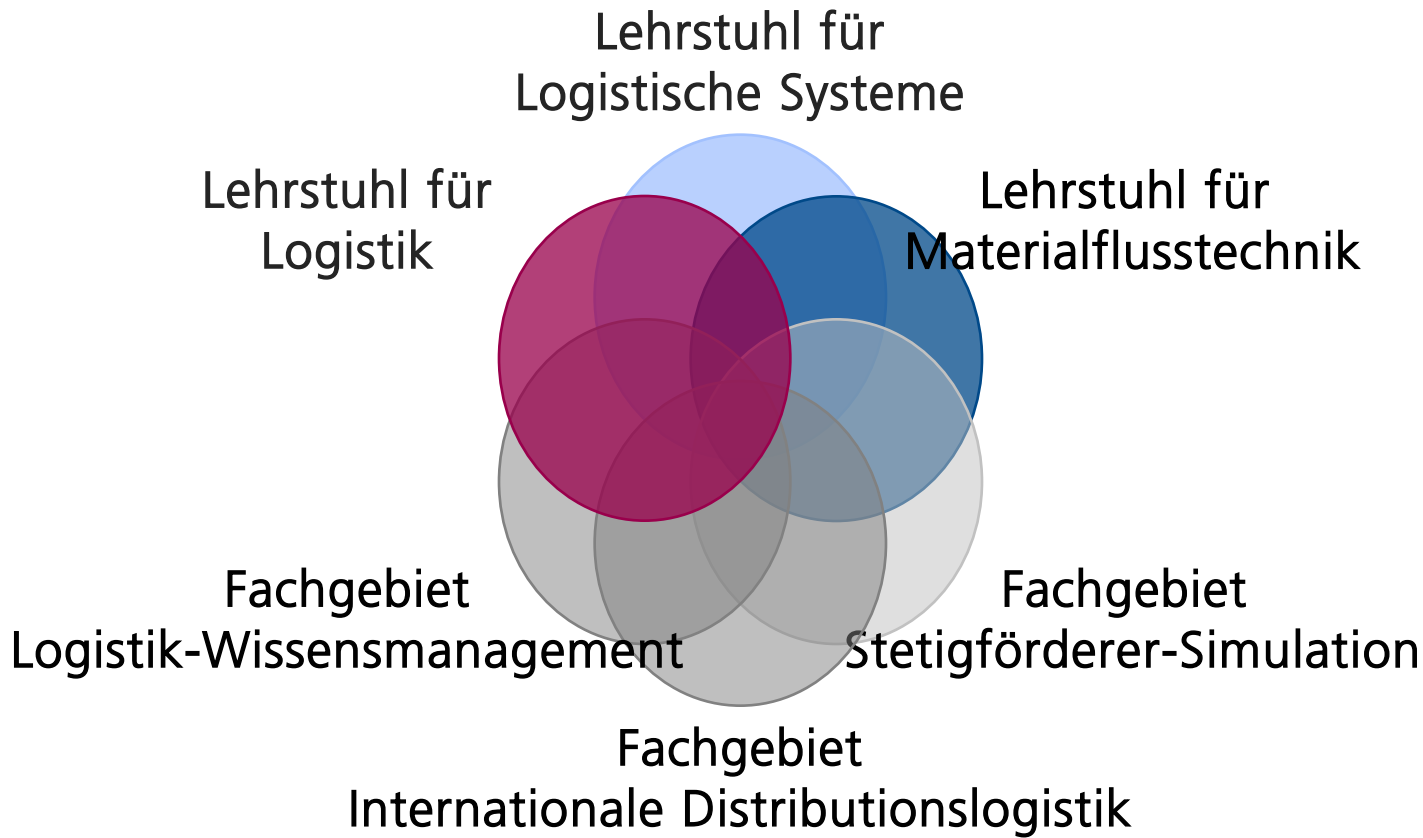 Lehrstuhl für
Logistische Systeme
Lehrstuhl für
Logistik
Lehrstuhl für
Materialflusstechnik
Fachgebiet
Logistik-Wissensmanagement
Fachgebiet
Stetigförderer-Simulation
Fachgebiet
Internationale Distributionslogistik